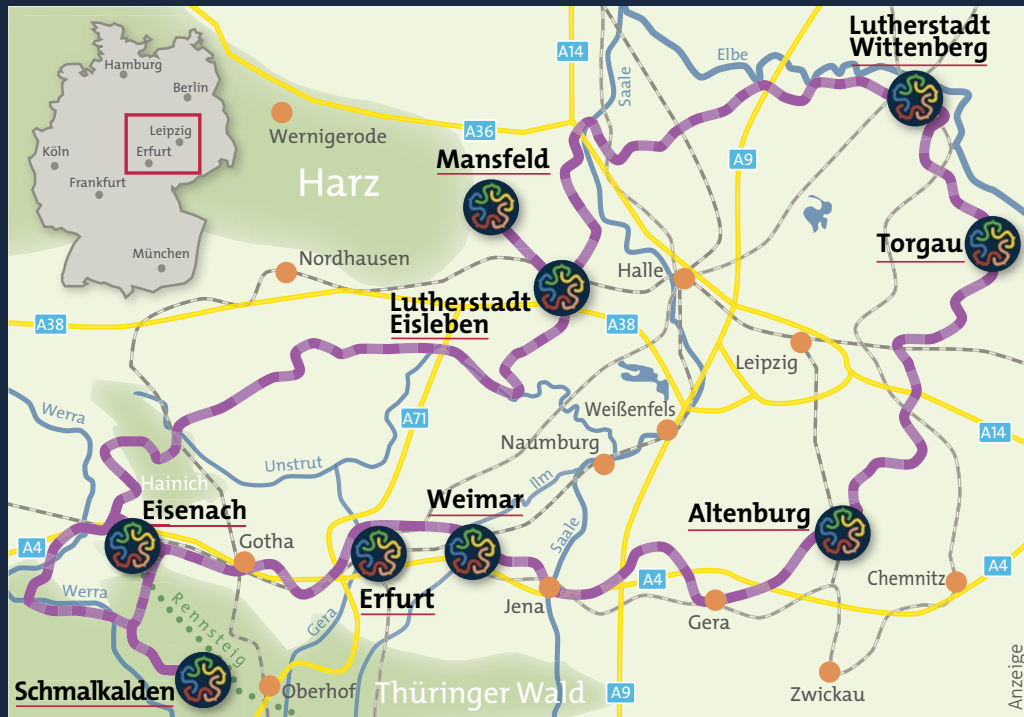 Hamburg
Berlin
Leipzig
Köln
Erfurt
Frankfurt
München
A14
Saale
Elbe
Lutherstadt
Wittenberg
Wernigerode
A36
Mansfeld
A9
Harz
Torgau
Nordhausen
Halle
Lutherstadt
Eisleben
A38
A38
Leipzig
Werra
A71
Weißenfels
A14
Naumburg
Unstrut
Ilm
Hainich
Weimar
Eisenach
Altenburg
Saale
A4
Gotha
Werra
Erfurt
Jena
A4
Chemnitz
A4
Rennsteig
Gera
Gera
Schmalkalden
Oberhof
Thüringer Wald
A9
Zwickau
Anzeige